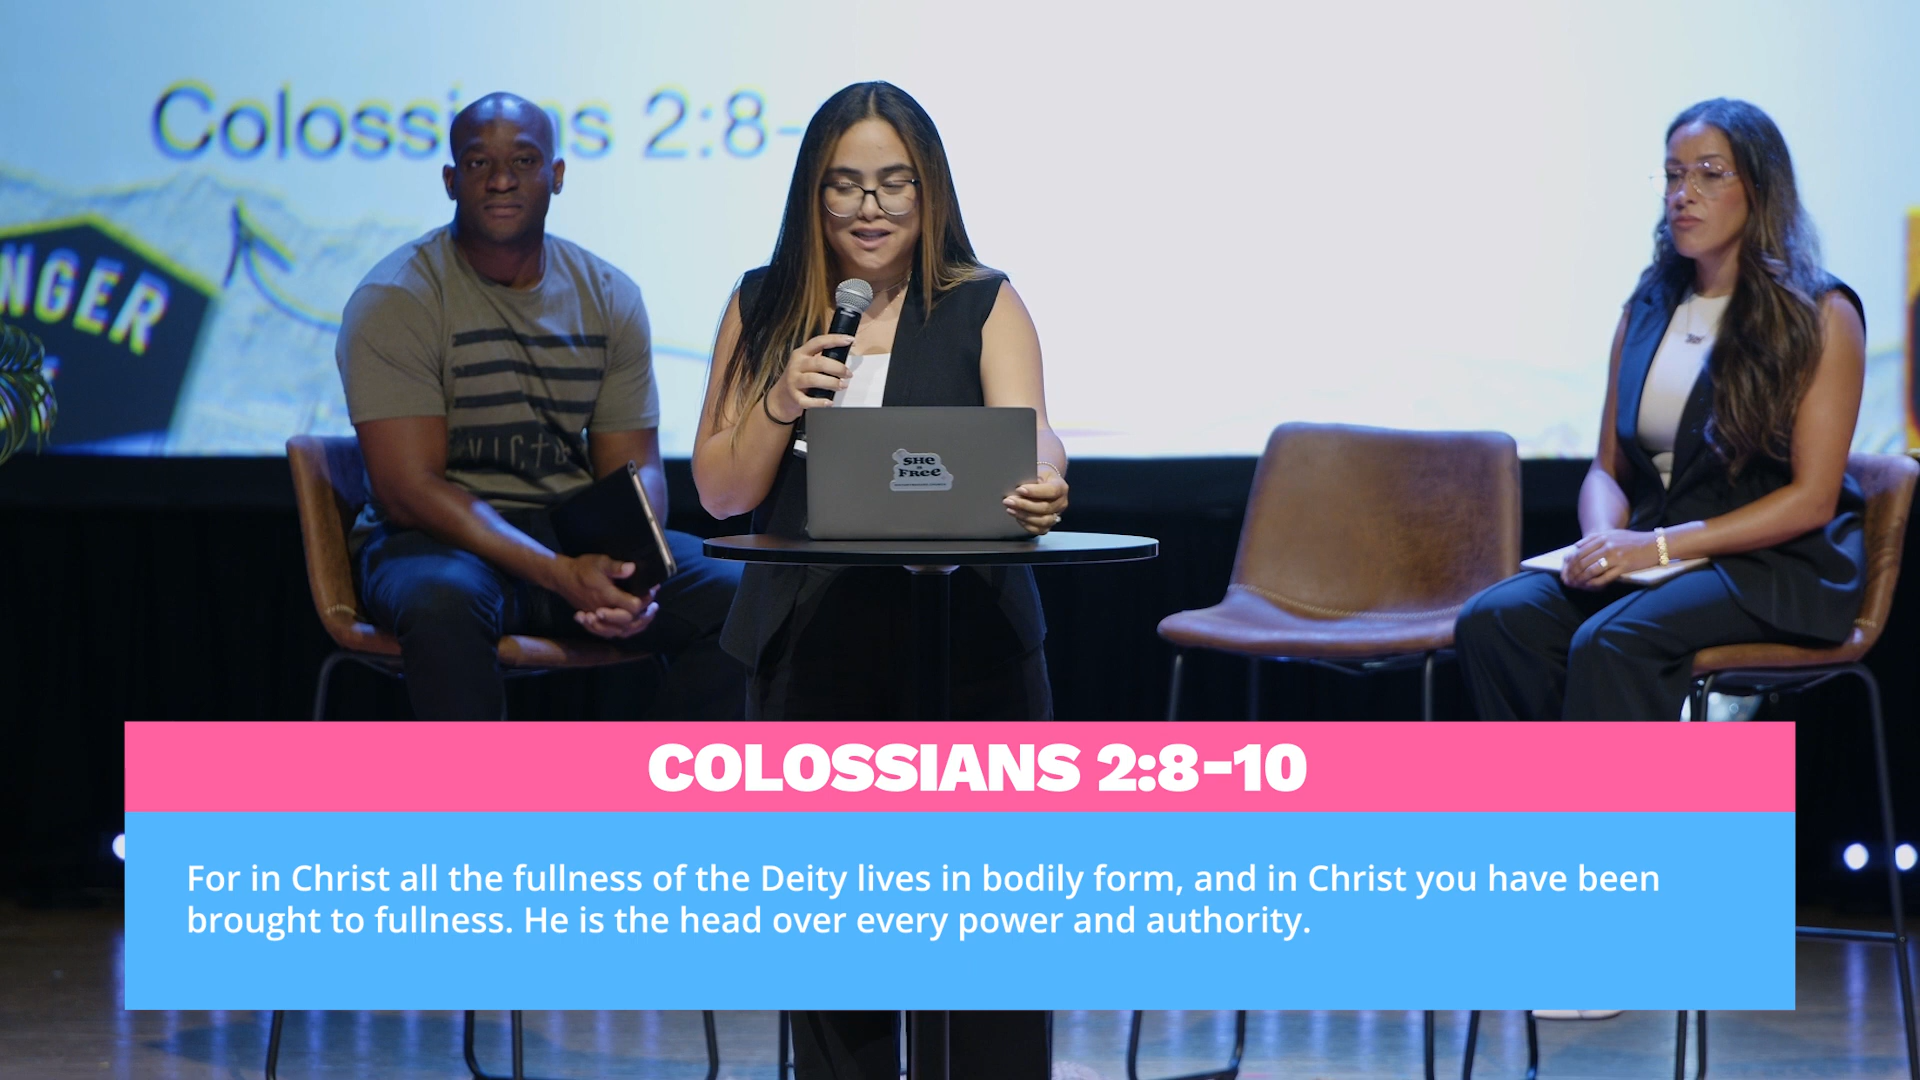 Colossians 2:8-
NGER
VICTO
SHE
FREE
COLOSSIANS 2:8-10
For in Christ all the fullness of the Deity lives in bodily form, and in Christ you have been
brought to fullness. He is the head over every power and authority.